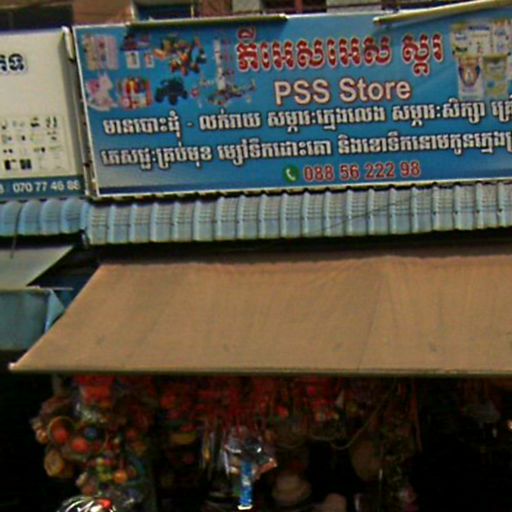 ភីអេសអេស ស្តរ
PSS Store
មានបោះដុំ - លក់រាយ សម្ភារៈក្មេងលេង សម្ភារៈសិក្សា
ភេសជ្ជៈគ្រប់មុខ ម្សៅទឹកដោះគោ និងខោទឹកនោមកូនក្មេង
088 56 222 98
070 77 46 88